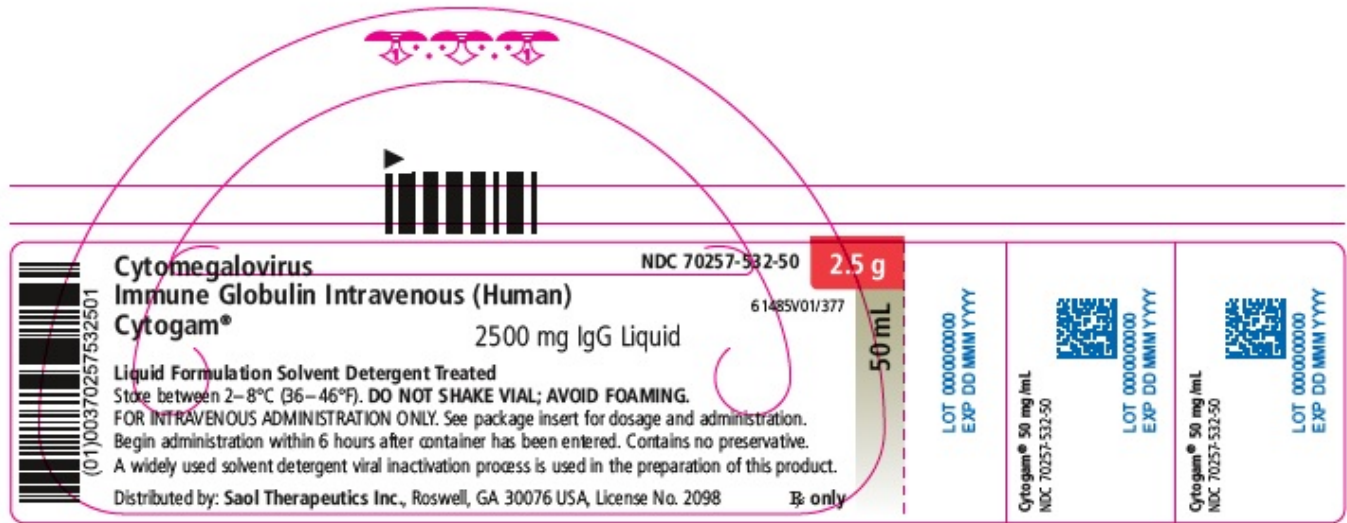 1 1
Cytomegalovirus
Immune Globulin Intravenous (Human)
Cytogam®
NDC 70257-532-50
2.5 g
61485V01/377
2500 mg IgG Liquid
50 mL
Liquid Formulation Solvent Detergent Treated
Store between 2–8°C (36–46°F). DO NOT SHAKE VIAL; AVOID FOAMING.
FOR INTRAVENOUS ADMINISTRATION ONLY. See package insert for dosage and administration.
Begin administration within 6 hours after container has been entered. Contains no preservative.
A widely used solvent detergent viral inactivation process is used in the preparation of this product.
Distributed by: Saol Therapeutics Inc., Roswell, GA 30076 USA, License No. 2098
℞ only
(01)00370257532501
LOT 0000000000
EXP DD MMM YYYY
Cytogam® 50 mg/mL
NDC 70257-532-50
LOT 0000000000
EXP DD MMM YYYY
Cytogam® 50 mg/mL
NDC 70257-532-50
LOT 0000000000
EXP DD MMM YYYY